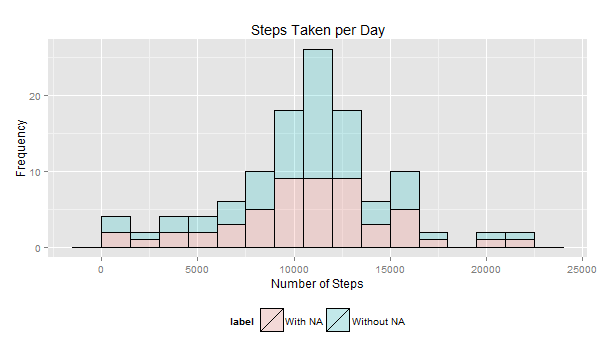 Steps Taken per Day
Frequency
20
10
0
0 5000 10000 15000 20000 25000
Number of Steps
label With NA Without NA